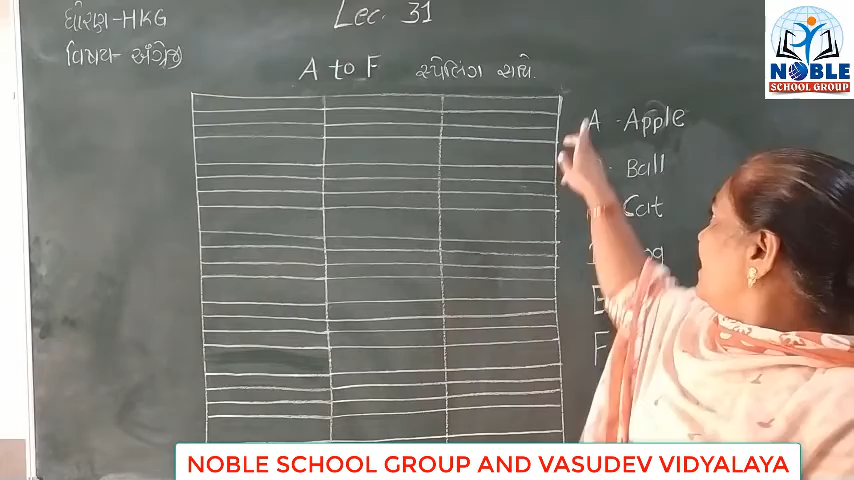 ધોરણ-HKG
Lec. 31
વિષય- અંગ્રેજી
A to F સ્પેલિંગ સાથે.
A - Apple
Ball
Cat
E
F
NOBLE
SCHOOL GROUP
NOBLE SCHOOL GROUP AND VASUDEV VIDYALAYA